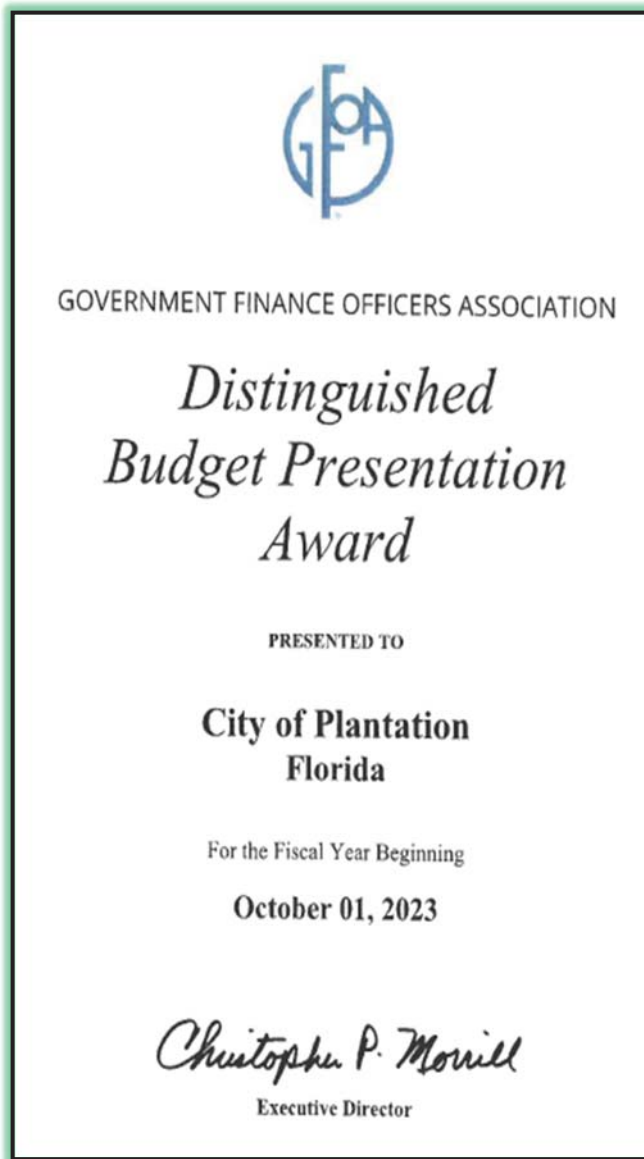 GFOA
GOVERNMENT FINANCE OFFICERS ASSOCIATION
Distinguished
Budget Presentation
Award
PRESENTED TO
City of Plantation
Florida
For the Fiscal Year Beginning
October 01, 2023
Christopher P. Morrill
Executive Director